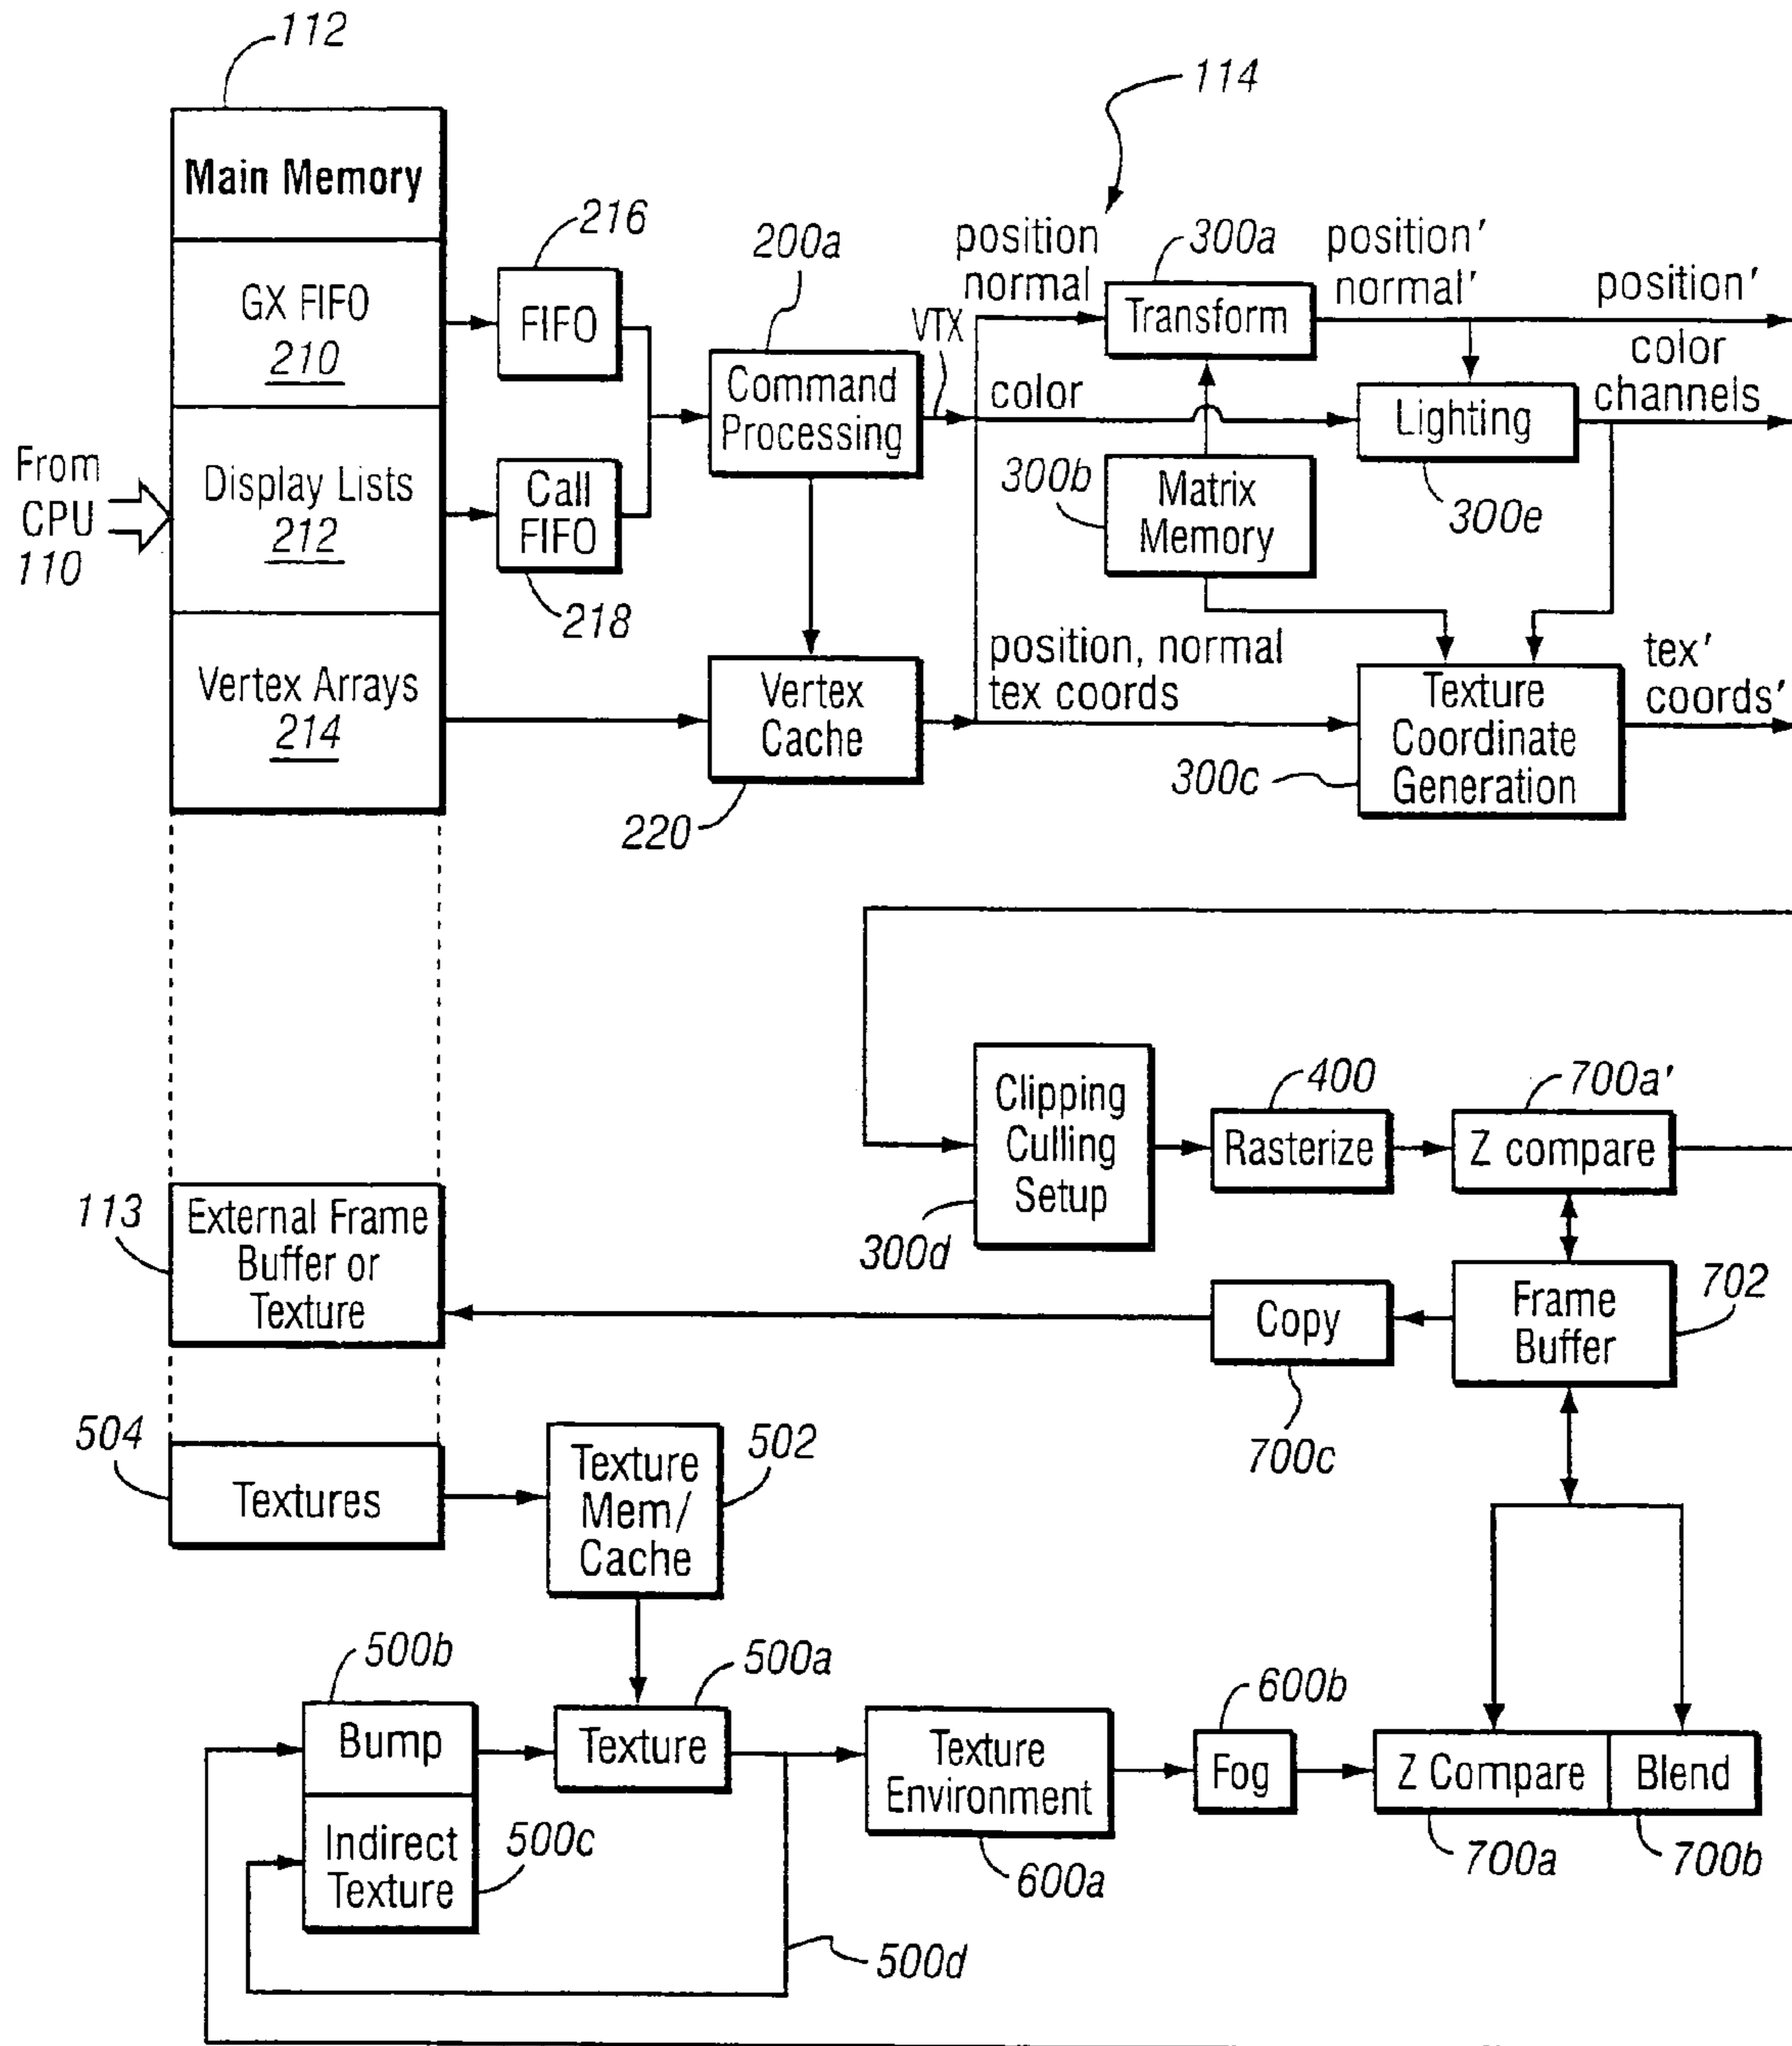 112
114
Main Memory
216
200a
position
normal
300a
position'
normal'
position'
GX FIFO
210
FIFO
VTX
Transform
color
channels
Command
Processing
color
Lighting
From
CPU
110
Display Lists
212
Call
FIFO
218
300b
Matrix
Memory
300e
Vertex Arrays
214
Vertex
Cache
220
position, normal
tex coords
300c
Texture
Coordinate
Generation
tex'
coords'
Clipping
Culling
Setup
300d
400
Rasterize
700a'
Z compare
113
External Frame
Buffer or
Texture
Copy
700c
Frame
Buffer
702
504
Textures
Texture
Mem/
Cache
502
500b
Bump
500a
Texture
Texture
Environment
600a
600b
Fog
Z Compare
Blend
700a
700b
Indirect
Texture
500c
500d